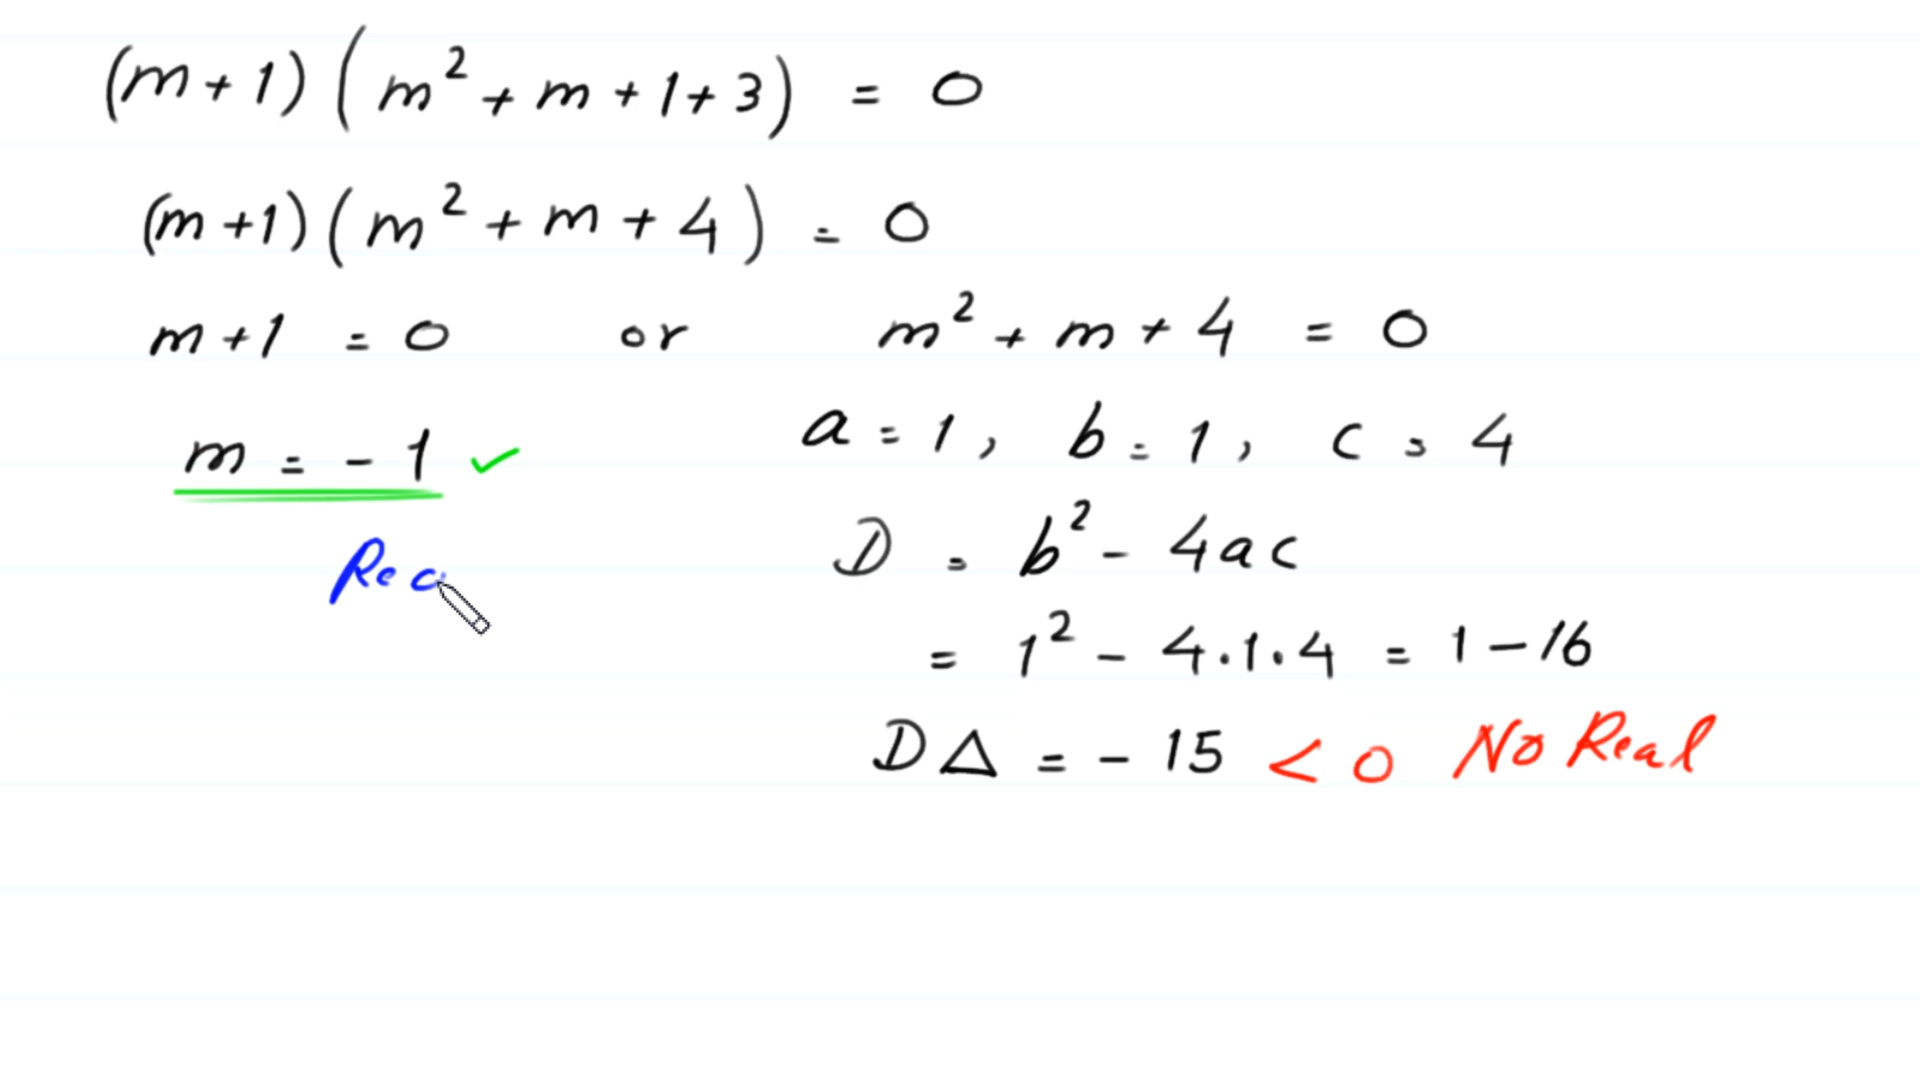 (m+1)(m²+m+1+3) = 0
(m+1)(m²+m+4) = 0
m+1 = 0 or m²+m+4 = 0
m = -1 ✓ a = 1, b = 1, c = 4
D = b² - 4ac
Rea
= 1² - 4·1·4 = 1-16
D△ = -15 < 0 No Real